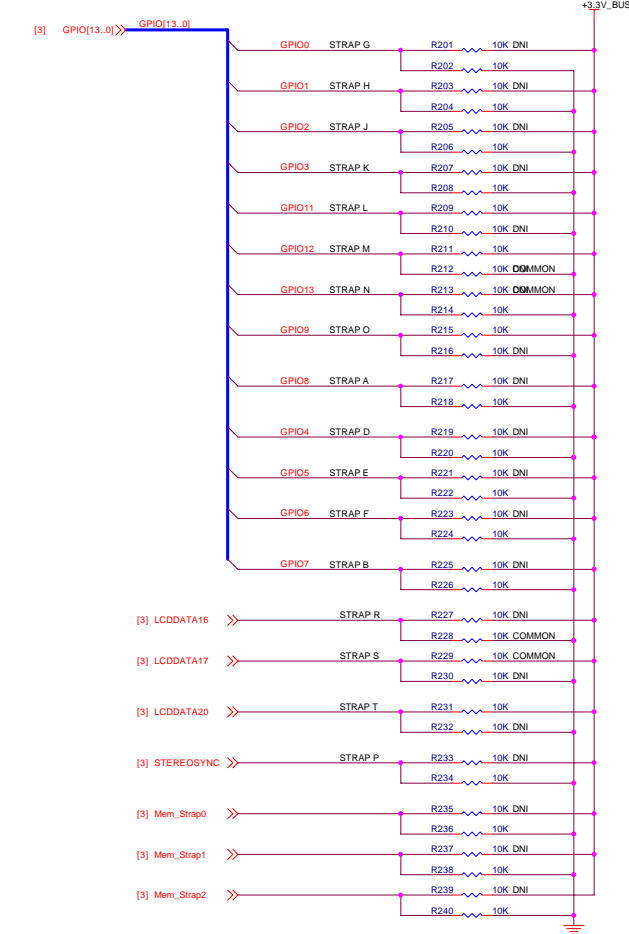 +3.3V_BUS
[3] GPIO[13..0] GPIO[13..0]
GPIO0 STRAP G R201 10K DNI
R202 10K
GPIO1 STRAP H R203 10K DNI
R204 10K
GPIO2 STRAP J R205 10K DNI
R206 10K
GPIO3 STRAP K R207 10K DNI
R208 10K
GPIO11 STRAP L R209 10K
R210 10K DNI
GPIO12 STRAP M R211 10K
R212 10K DNI COMMON
GPIO13 STRAP N R213 10K DNI COMMON
R214 10K
GPIO9 STRAP O R215 10K
R216 10K DNI
GPIO8 STRAP A R217 10K DNI
R218 10K
GPIO4 STRAP D R219 10K DNI
R220 10K
GPIO5 STRAP E R221 10K DNI
R222 10K
GPIO6 STRAP F R223 10K DNI
R224 10K
GPIO7 STRAP B R225 10K DNI
R226 10K
[3] LCDDATA16 STRAP R R227 10K DNI
R228 10K COMMON
[3] LCDDATA17 STRAP S R229 10K COMMON
R230 10K DNI
[3] LCDDATA20 STRAP T R231 10K
R232 10K DNI
[3] STEREOSYNC STRAP P R233 10K DNI
R234 10K
[3] Mem_Strap0 R235 10K DNI
R236 10K
[3] Mem_Strap1 R237 10K DNI
R238 10K
[3] Mem_Strap2 R239 10K DNI
R240 10K